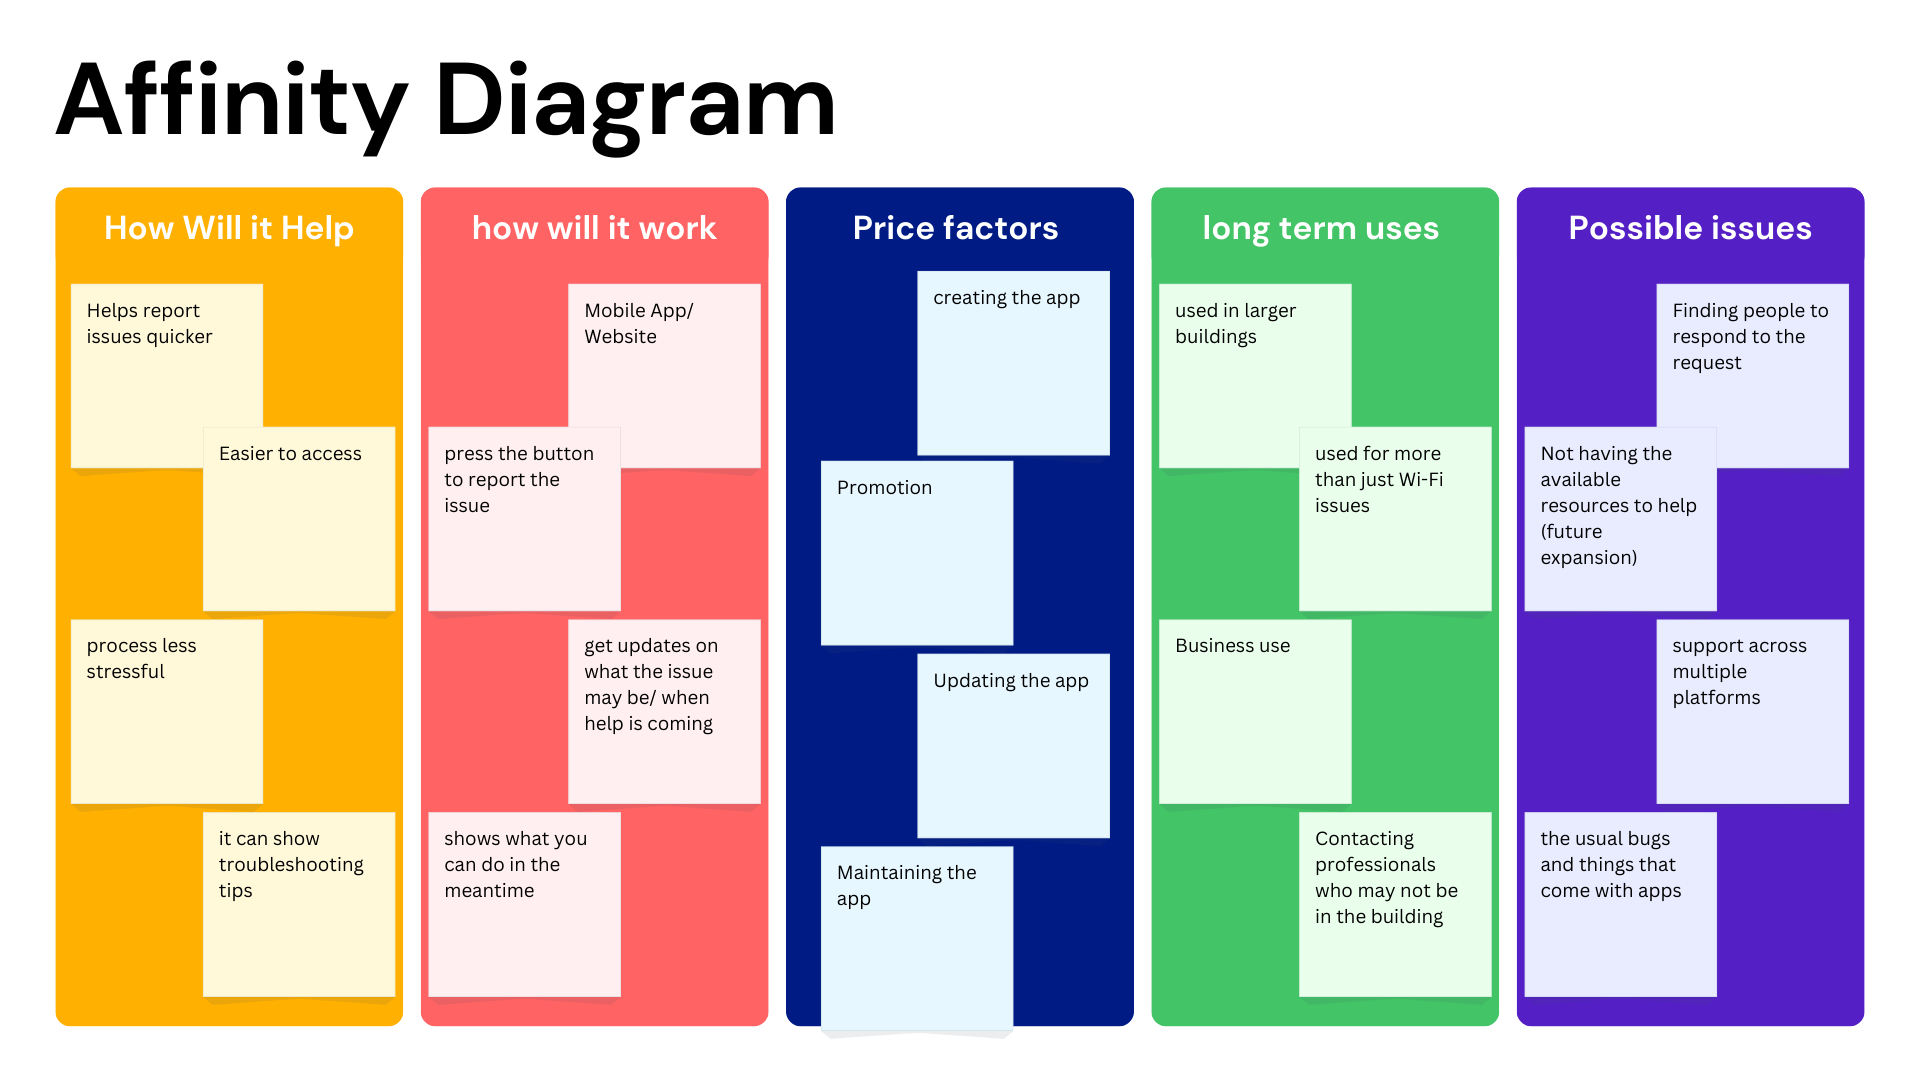 Affinity Diagram
How Will it Help
Helps report
issues quicker
Easier to access
process less
stressful
it can show
troubleshooting
tips
how will it work
Mobile App/
Website
press the button
to report the
issue
get updates on
what the issue
may be/ when
help is coming
shows what you
can do in the
meantime
Price factors
creating the app
Promotion
Updating the app
Maintaining the
app
long term uses
used in larger
buildings
used for more
than just Wi-Fi
issues
Business use
Contacting
professionals
who may not be
in the building
Possible issues
Finding people to
respond to the
request
Not having the
available
resources to help
(future
expansion)
support across
multiple
platforms
the usual bugs
and things that
come with apps